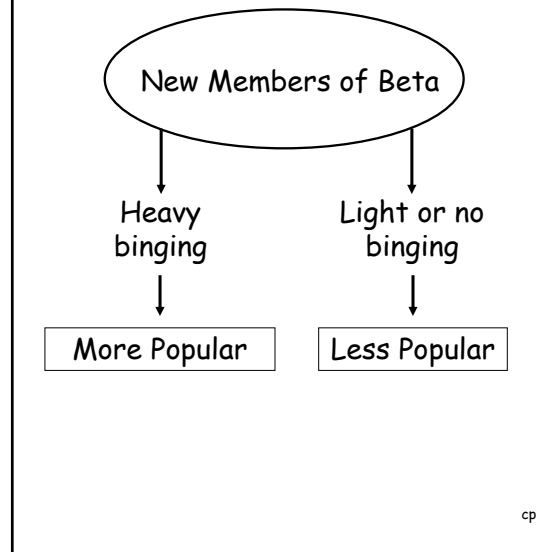 New Members of Beta
Heavy
binging
Light or no
binging
More Popular
Less Popular
cp